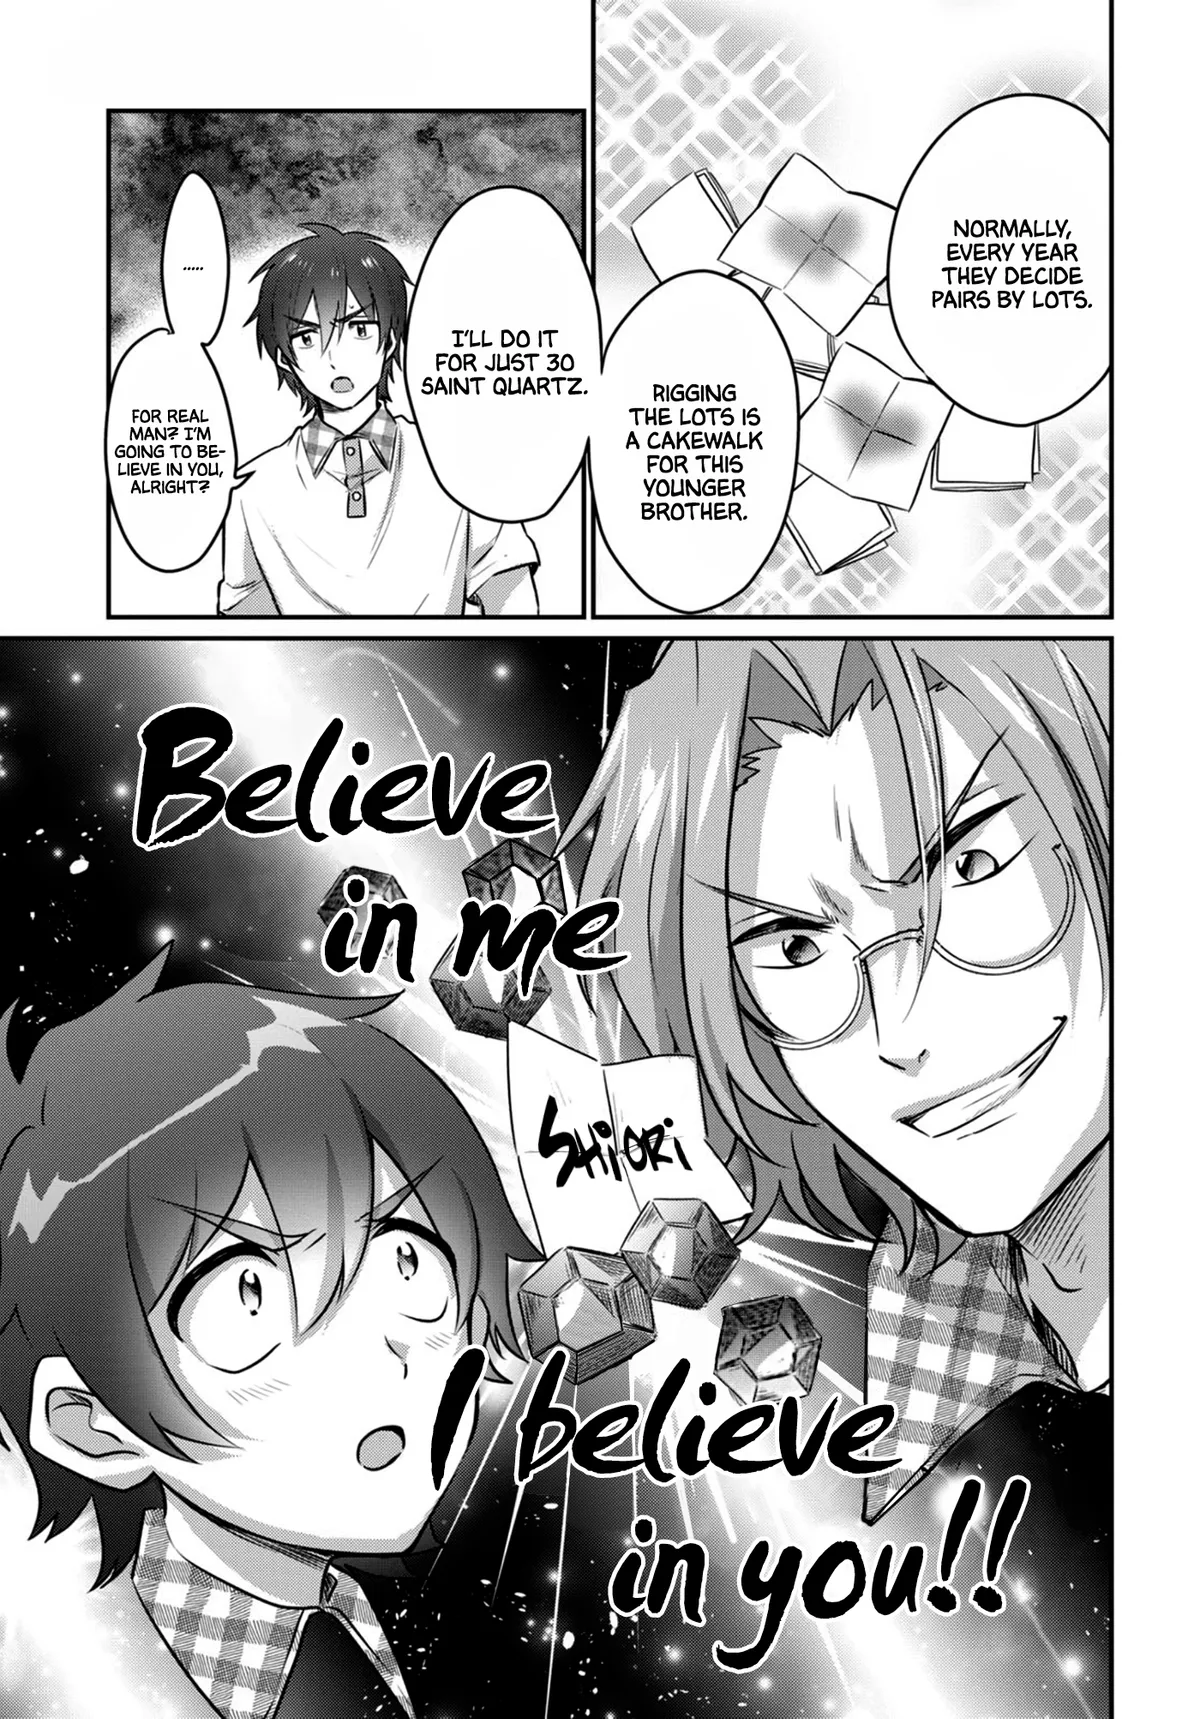 NORMALLY,
EVERY YEAR
THEY DECIDE
PAIRS BY LOTS.
RIGGING
THE LOTS IS
A CAKEWALK
FOR THIS
YOUNGER
BROTHER.
I'LL DO IT
FOR JUST 30
SAINT QUARTZ.
.....
FOR REAL
MAN? I'M
GOING TO BE-
LIEVE IN YOU,
ALRIGHT?
Believe
in me
SHIORI
I believe
in you!!